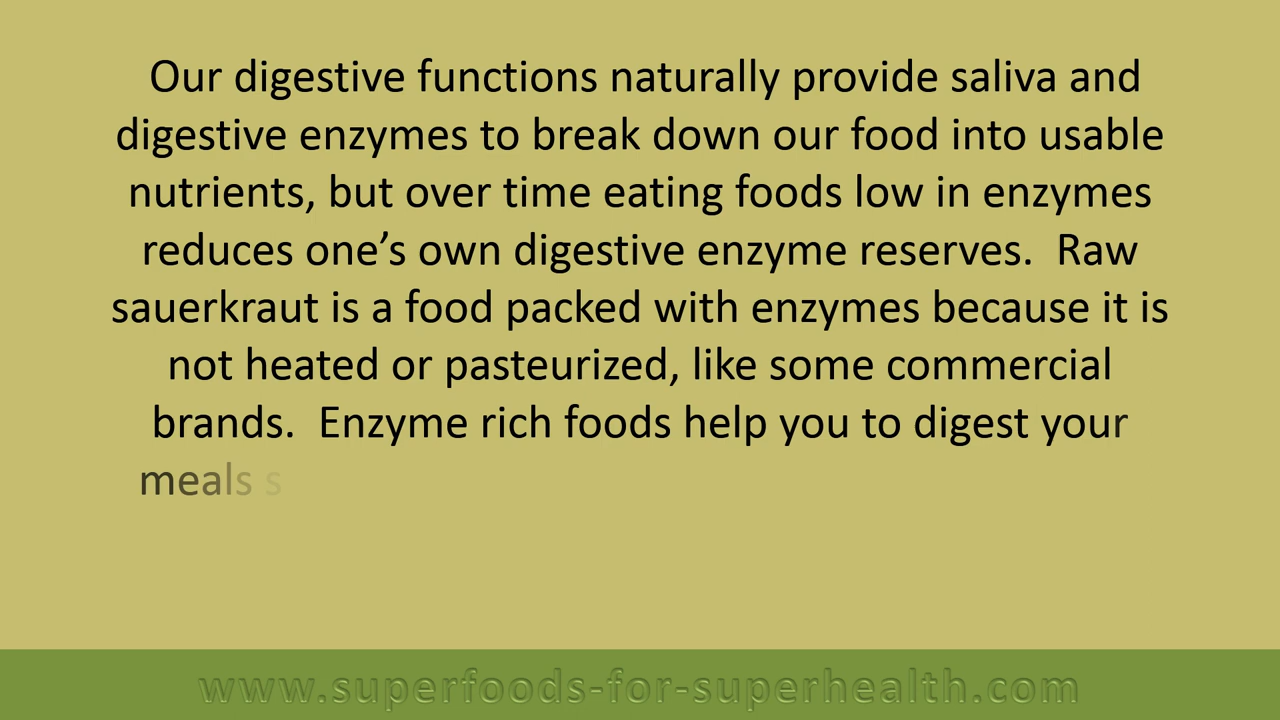 Our digestive functions naturally provide saliva and
digestive enzymes to break down our food into usable
nutrients, but over time eating foods low in enzymes
reduces one’s own digestive enzyme reserves.  Raw
sauerkraut is a food packed with enzymes because it is
not heated or pasteurized, like some commercial
brands.  Enzyme rich foods help you to digest your
meals s
www.superfoods-for-superhealth.com